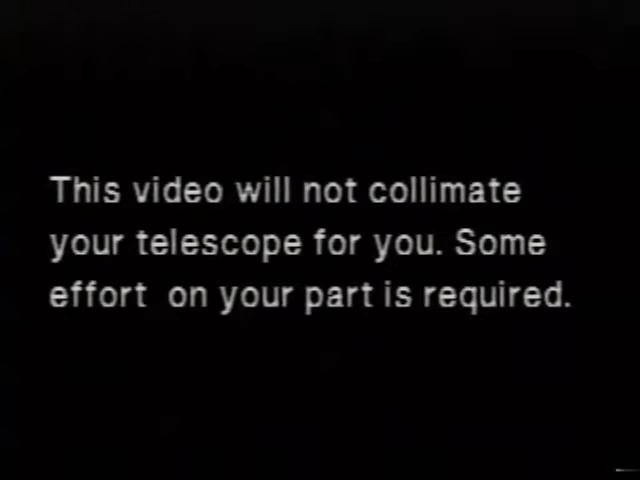 This video will not collimate
your telescope for you. Some
effort  on your part is required.